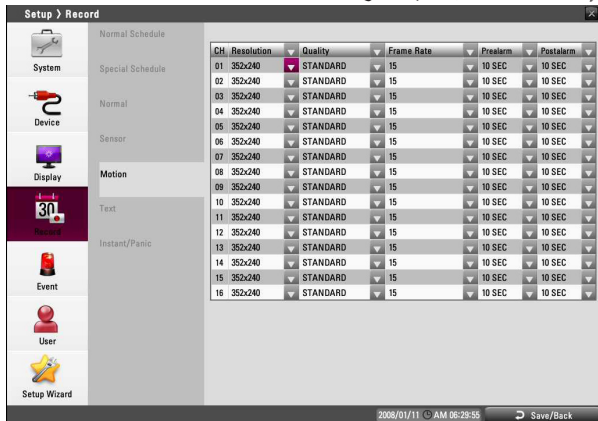 Setup > Record
System
Device
Display
Record
Event
User
Setup Wizard
Normal Schedule
Special Schedule
Normal
Sensor
Motion
Text
Instant/Panic
CH Resolution Quality Frame Rate Prealarm Postalarm
01 352x240 STANDARD 15 10 SEC 10 SEC
02 352x240 STANDARD 15 10 SEC 10 SEC
03 352x240 STANDARD 15 10 SEC 10 SEC
04 352x240 STANDARD 15 10 SEC 10 SEC
05 352x240 STANDARD 15 10 SEC 10 SEC
06 352x240 STANDARD 15 10 SEC 10 SEC
07 352x240 STANDARD 15 10 SEC 10 SEC
08 352x240 STANDARD 15 10 SEC 10 SEC
09 352x240 STANDARD 15 10 SEC 10 SEC
10 352x240 STANDARD 15 10 SEC 10 SEC
11 352x240 STANDARD 15 10 SEC 10 SEC
12 352x240 STANDARD 15 10 SEC 10 SEC
13 352x240 STANDARD 15 10 SEC 10 SEC
14 352x240 STANDARD 15 10 SEC 10 SEC
15 352x240 STANDARD 15 10 SEC 10 SEC
16 352x240 STANDARD 15 10 SEC 10 SEC
2008/01/11 AM 06:29:55 Save/Back